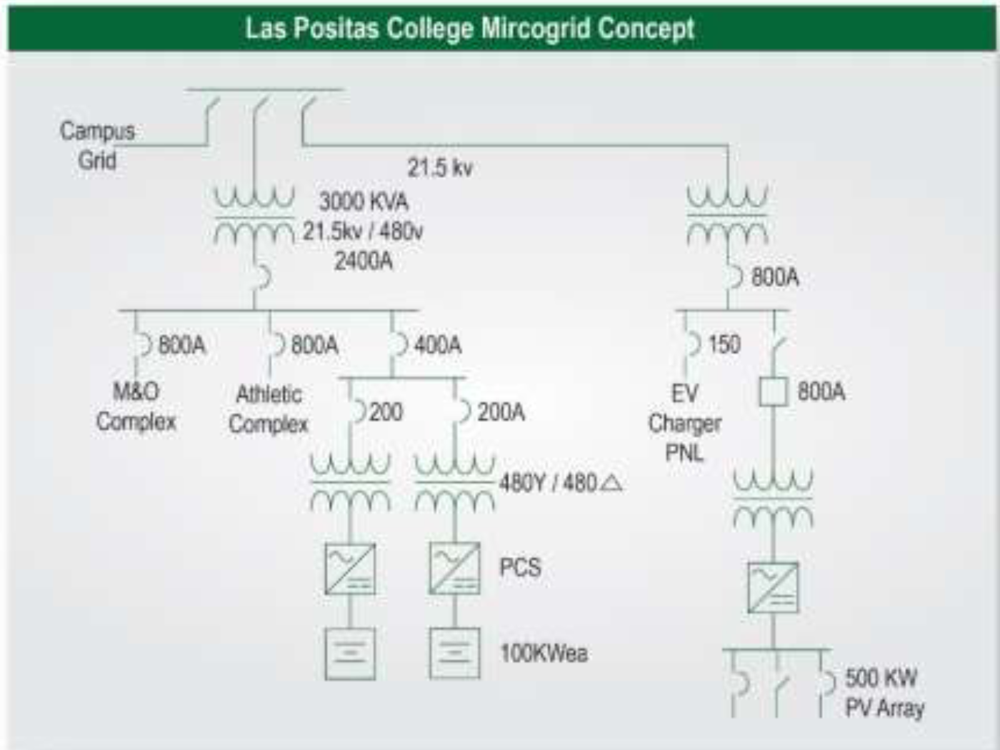 Las Positas College Mircogrid Concept
Campus
Grid
21.5 kv
3000 KVA
21.5kv / 480v
2400A
800A
800A
800A
400A
150
M&O
Complex
Athletic
Complex
200
200A
EV
Charger
PNL
800A
480Y / 480△
PCS
100KWea
500 KW
PV Array